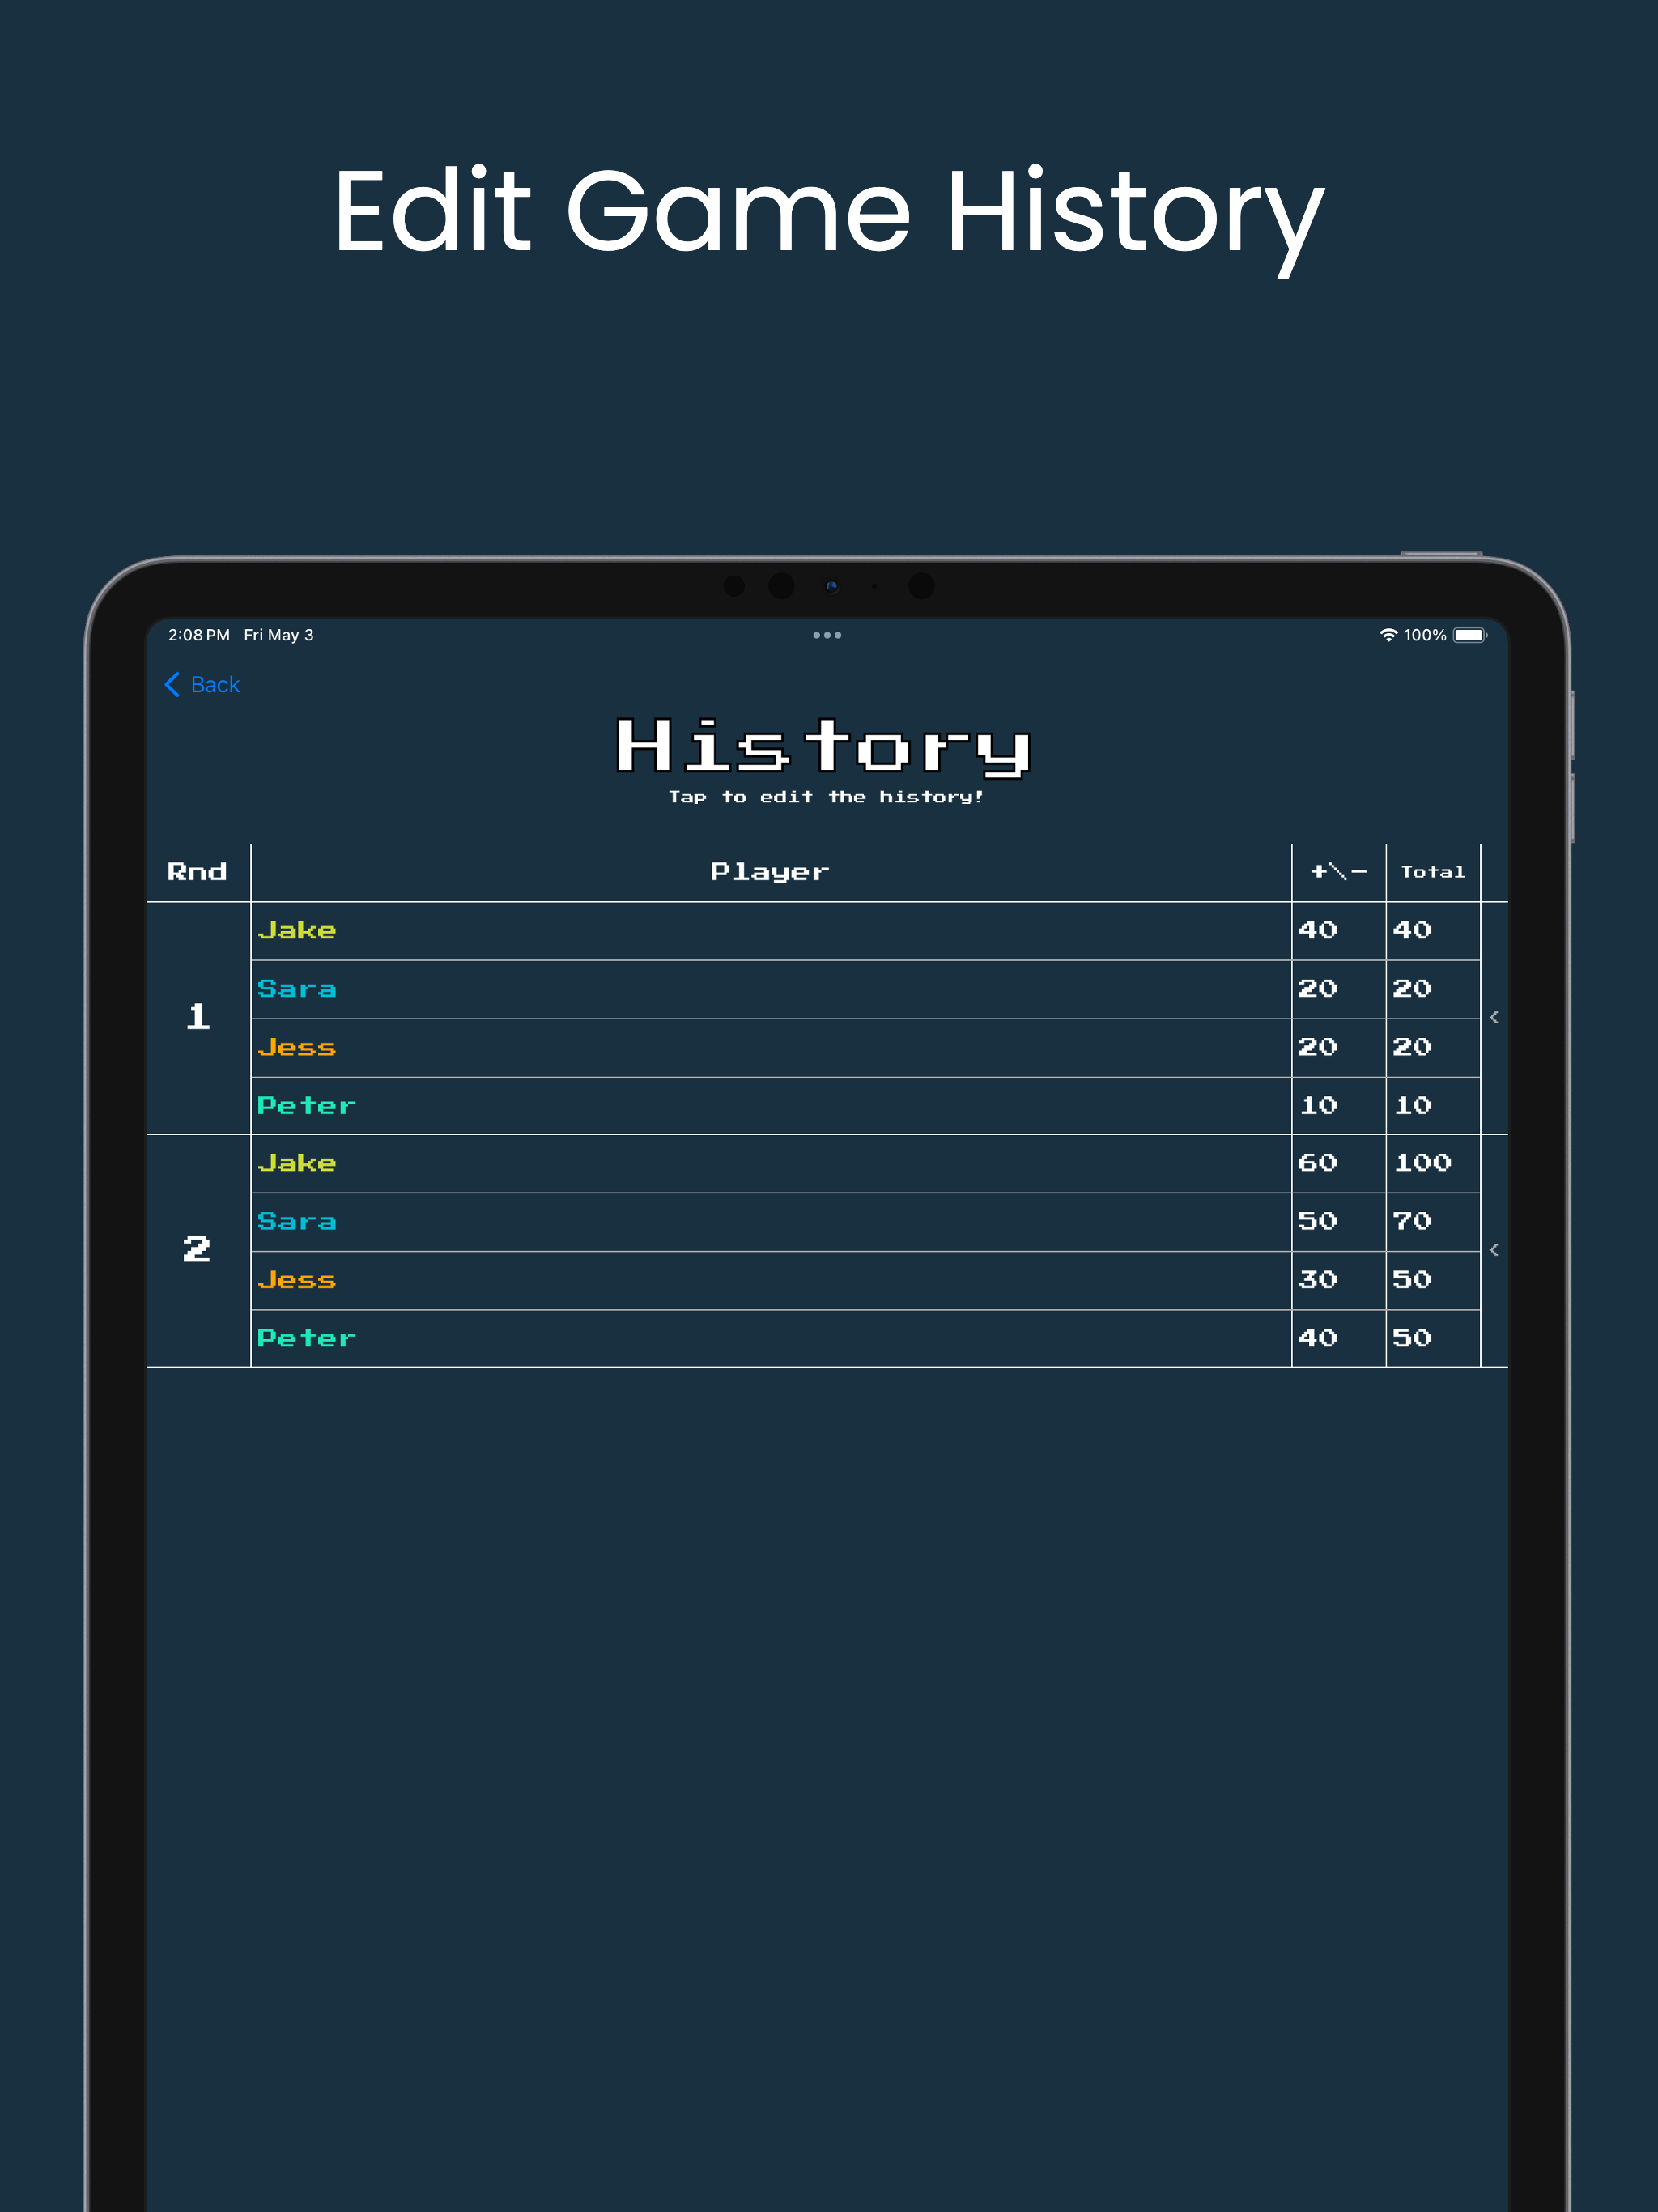 Edit Game History
2:08 PM Fri May 3 100%
Back
History
Tap to edit the history!
Rnd Player +\- Total
Jake 40 40
Sara 20 20
1 <
Jess 20 20
Peter 10 10
Jake 60 100
Sara 50 70
2 <
Jess 30 50
Peter 40 50